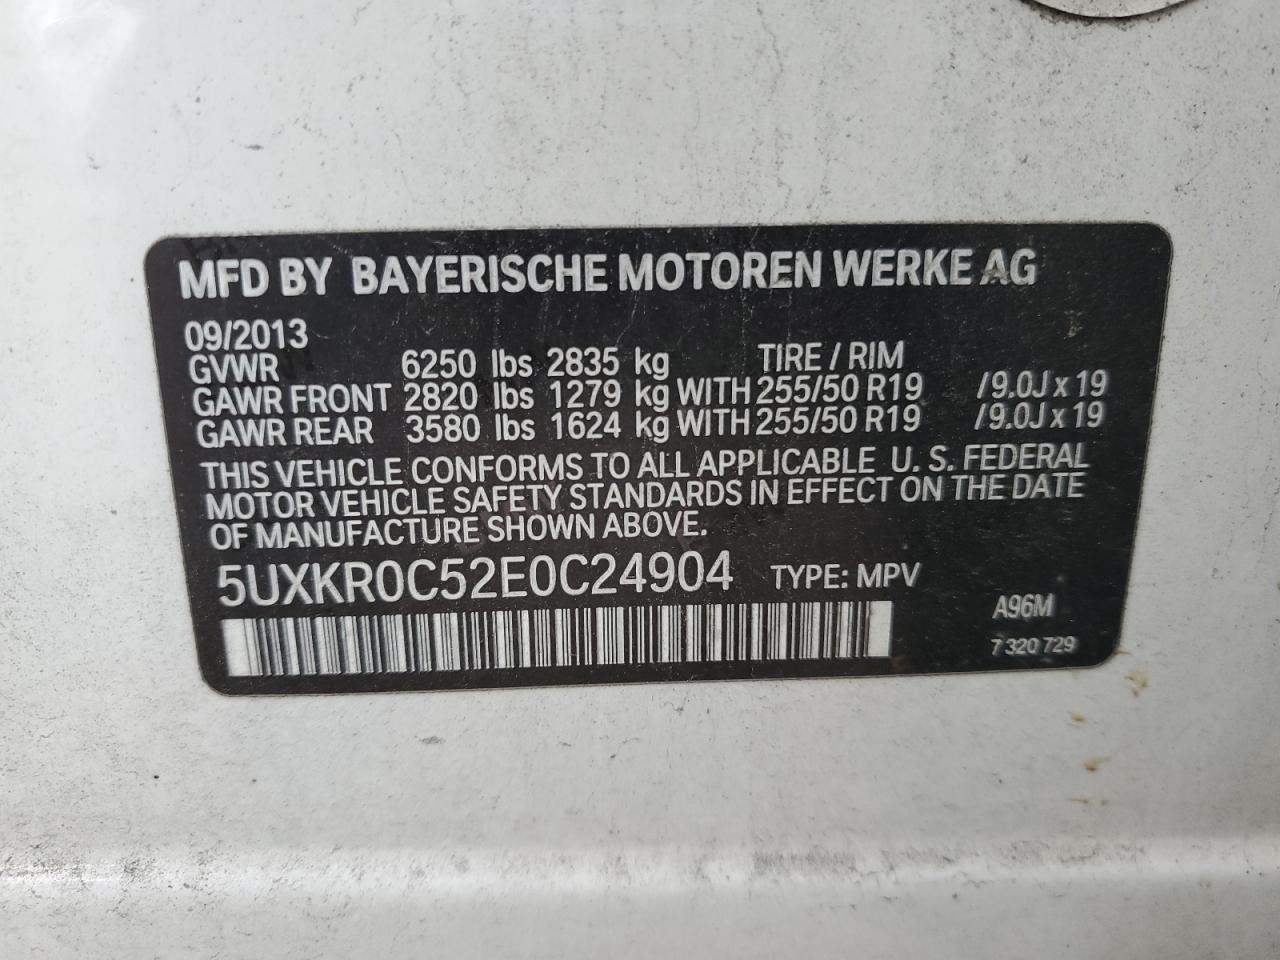 MFD BY BAYERISCHE MOTOREN WERKE AG
09/2013
GVWR 6250 lbs 2835 kg TIRE / RIM
GAWR FRONT 2820 lbs 1279 kg WITH 255/50 R19 /9.0J x 19
GAWR REAR 3580 lbs 1624 kg WITH 255/50 R19 /9.0J x 19
THIS VEHICLE CONFORMS TO ALL APPLICABLE U. S. FEDERAL
MOTOR VEHICLE SAFETY STANDARDS IN EFFECT ON THE DATE
OF MANUFACTURE SHOWN ABOVE.
5UXKR0C52E0C24904 TYPE: MPV
A96M
7 320 729